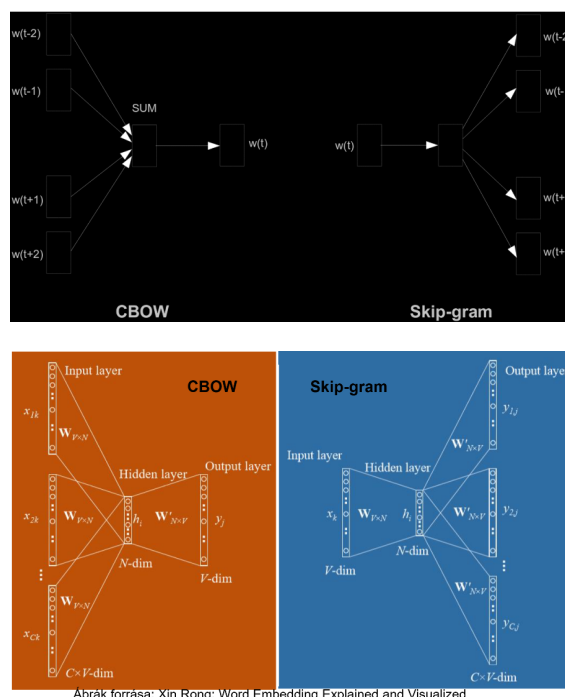 w(t-2)
w(t-1)
SUM
w(t)
w(t+1)
w(t+2)
CBOW
w(t-2
w(t-
w(t)
w(t+
w(t+
Skip-gram
Input layer
CBOW
x1k
WV×N
Hidden layer
Output layer
x2k
WV×N
hi
W'N×V
yj
N-dim
V-dim
WV×N
xCk
C×V-dim
Skip-gram
Output layer
y1,j
W'N×V
Input layer
Hidden layer
xk
WV×N
hi
W'N×V
y2,j
N-dim
V-dim
W'N×V
yC,j
C×V-dim
Ábrák forrása: Xin Rong: Word Embedding Explained and Visualized